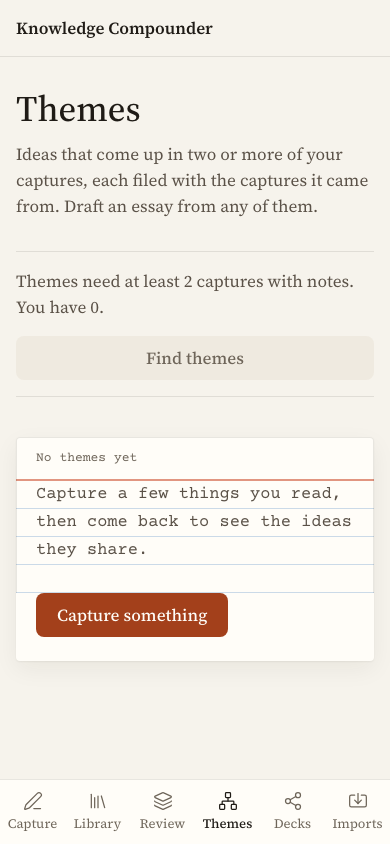 Knowledge Compounder
Themes
Ideas that come up in two or more of your
captures, each filed with the captures it came
from. Draft an essay from any of them.
Themes need at least 2 captures with notes.
You have 0.
Find themes
No themes yet
Capture a few things you read,
then come back to see the ideas
they share.
Capture something
Capture Library Review Themes Decks Imports